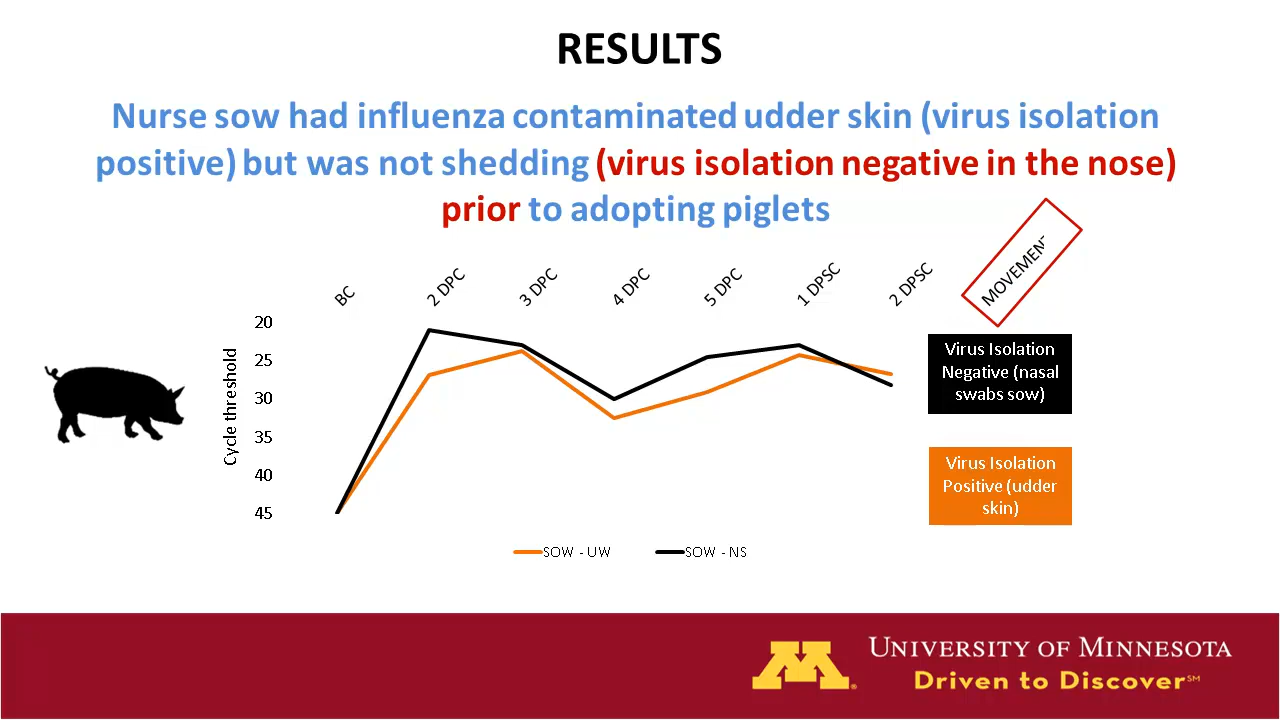 RESULTS
Nurse sow had influenza contaminated udder skin (virus isolation
positive) but was not shedding (virus isolation negative in the nose)
prior to adopting piglets
BC
2 DPC
3 DPC
4 DPC
5 DPC
1 DPSC
2 DPSC
MOVEMENT
Cycle threshold
20
25
30
35
40
45
Virus Isolation
Negative (nasal
swabs sow)
Virus Isolation
Positive (udder
skin)
SOW - UW
SOW - NS
UNIVERSITY OF MINNESOTA
Driven to Discover℠